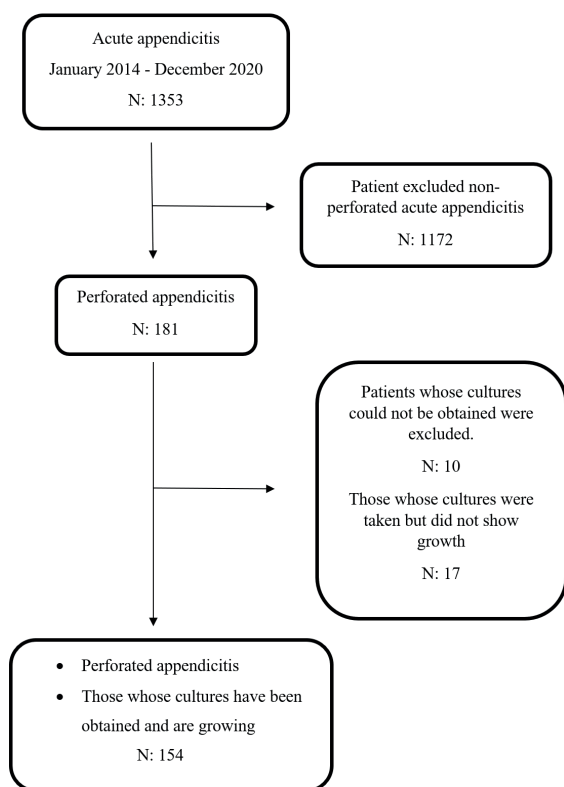 Acute appendicitis
January 2014 - December 2020
N: 1353
Patient excluded non-
perforated acute appendicitis
N: 1172
Perforated appendicitis
N: 181
Patients whose cultures
could not be obtained were
excluded.
N: 10
Those whose cultures were
taken but did not show
growth
N: 17
• Perforated appendicitis
• Those whose cultures have been
obtained and are growing
N: 154